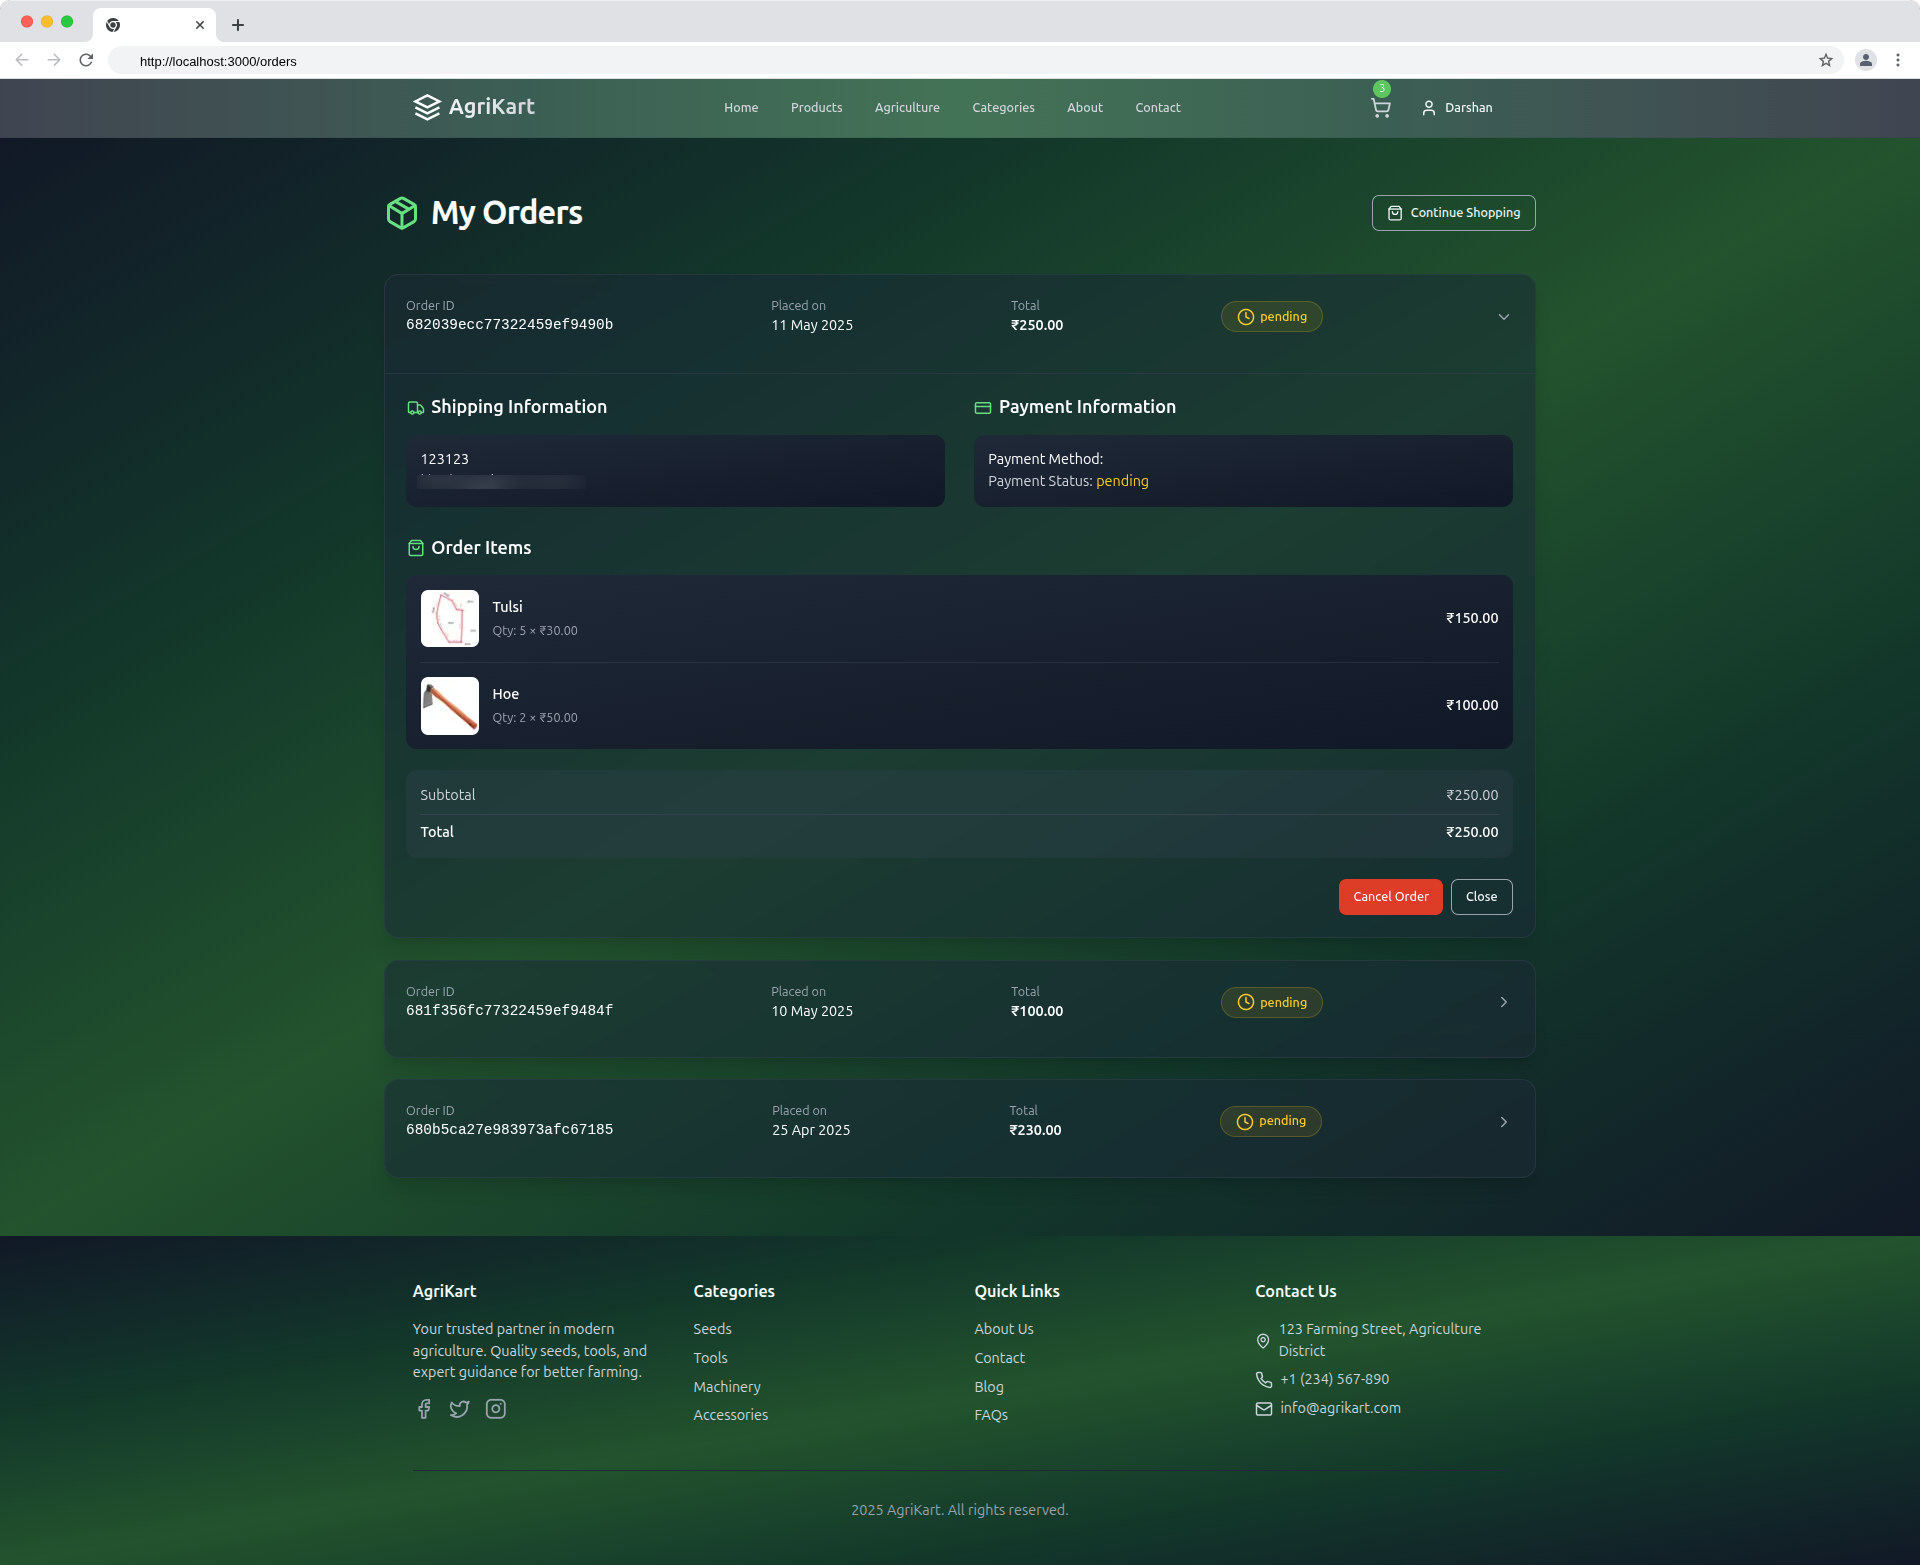 http://localhost:3000/orders
AgriKart
Home Products Agriculture Categories About Contact
3
Darshan
My Orders
Continue Shopping
Order ID Placed on Total
682039ecc77322459ef9490b 11 May 2025 ₹250.00 pending
Shipping Information
123123
Payment Information
Payment Method:
Payment Status: pending
Order Items
Tulsi
Qty: 5 × ₹30.00
₹150.00
Hoe
Qty: 2 × ₹50.00
₹100.00
Subtotal ₹250.00
Total ₹250.00
Cancel Order Close
Order ID Placed on Total
681f356fc77322459ef9484f 10 May 2025 ₹100.00 pending
Order ID Placed on Total
680b5ca27e983973afc67185 25 Apr 2025 ₹230.00 pending
AgriKart
Your trusted partner in modern
agriculture. Quality seeds, tools, and
expert guidance for better farming.
Categories
Seeds
Tools
Machinery
Accessories
Quick Links
About Us
Contact
Blog
FAQs
Contact Us
123 Farming Street, Agriculture
District
+1 (234) 567-890
info@agrikart.com
2025 AgriKart. All rights reserved.